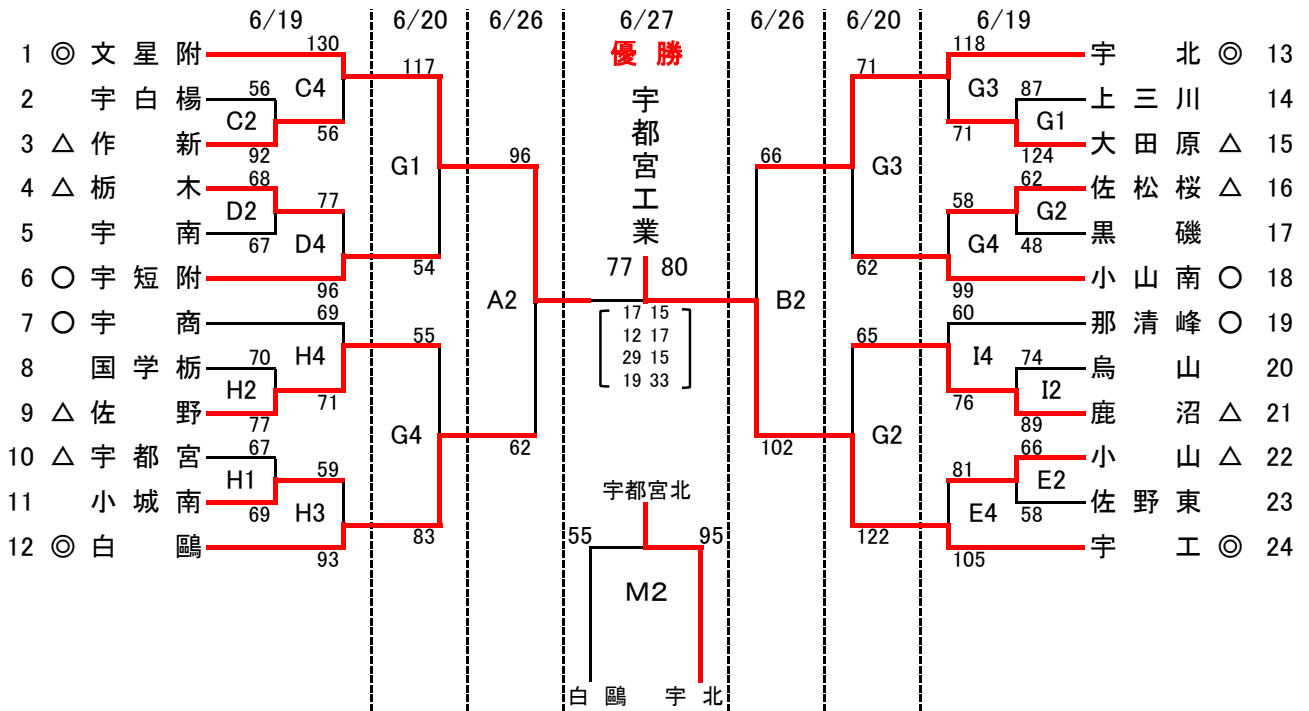 6/19 6/20 6/26 6/27 6/26 6/20 6/19
優勝
宇都宮工業
77 80
17 15
12 17
29 15
19 33
1 ◎ 文星附
2 宇白楊
3 △ 作新
4 △ 栃木
5 宇南
6 〇 宇短附
7 〇 宇商
8 国学栃
9 △ 佐野
10 △ 宇都宮
11 小城南
12 ◎ 白鷗
130
56 C4
C2
92 56
68 77
D2
67 D4
96
69
70 H4
H2
77 71
67 59
H1
69 H3
93
117
G1
54
55
G4
83
96
A2
62
宇都宮北
55 95
M2
白鷗 宇北
66
B2
102
71
G3
62
65
G2
122
118
G3 87
G1
71 124
58 62
G2
G4 48
99
60
I4 74
I2
76 89
81 66
E2
E4 58
105
宇北 ◎ 13
上三川 14
大田原 △ 15
佐松桜 △ 16
黒磯 17
小山南 〇 18
那清峰 〇 19
烏山 20
鹿沼 △ 21
小山 △ 22
佐野東 23
宇工 ◎ 24